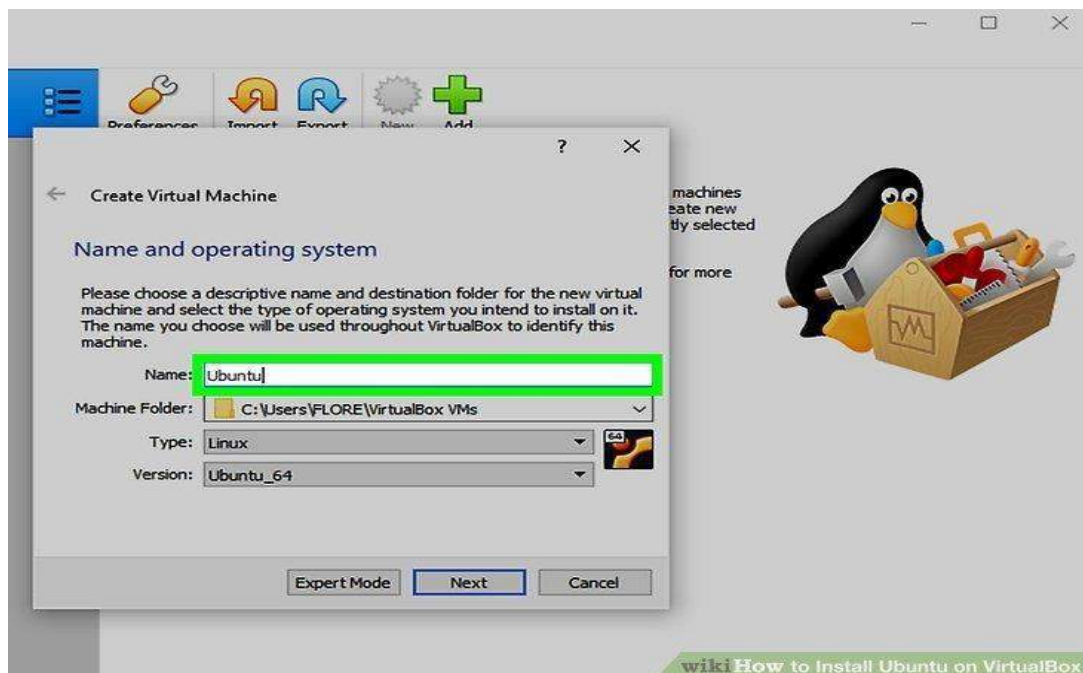 Preferences Import Export New Add
?
Create Virtual Machine
machines
eate new
tly selected
for more
Name and operating system
Please choose a descriptive name and destination folder for the new virtual
machine and select the type of operating system you intend to install on it.
The name you choose will be used throughout VirtualBox to identify this
machine.
Name: Ubuntu
Machine Folder: C:\Users\FLORE\VirtualBox VMs
Type: Linux
64
Version: Ubuntu_64
Expert Mode Next Cancel
wikiHow to Install Ubuntu on VirtualBox